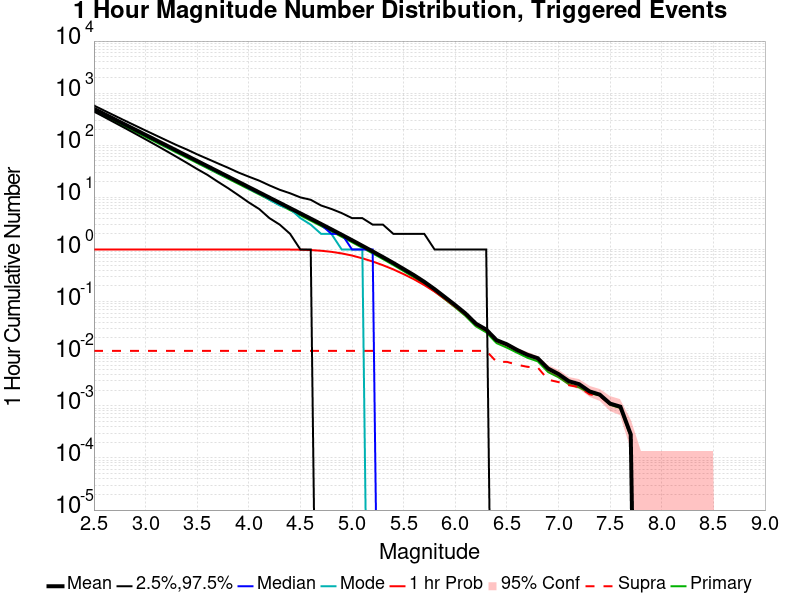 1 Hour Magnitude Number Distribution, Triggered Events
1 Hour Cumulative Number
10^4
10^3
10^2
10^1
10^0
10^-1
10^-2
10^-3
10^-4
10^-5
2.5 3.0 3.5 4.0 4.5 5.0 5.5 6.0 6.5 7.0 7.5 8.0 8.5 9.0
Magnitude
Mean 2.5%,97.5% Median Mode 1 hr Prob 95% Conf Supra Primary